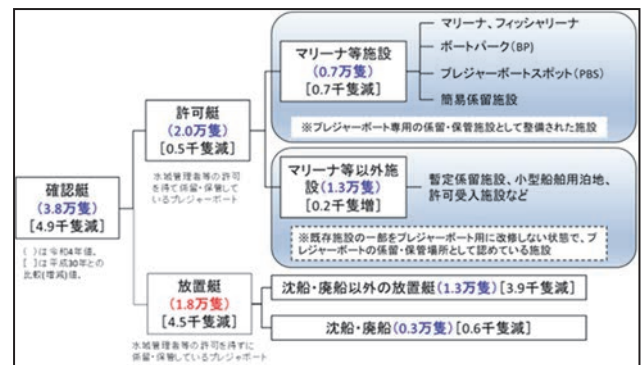 確認艇
(3.8万隻)
[4.9千隻減]
( )は令和4年値。
[ ]は平成30年との
比較(増減)値。
許可艇
(2.0万隻)
[0.5千隻減]
水域管理者等の許可
を得て係留・保管して
いるプレジャーボート
マリーナ等施設
(0.7万隻)
[0.7千隻減]
マリーナ、フィッシャリーナ
ボートパーク(BP)
プレジャーボートスポット(PBS)
簡易係留施設
※プレジャーボート専用の係留・保管施設として整備された施設
マリーナ等以外施
設(1.3万隻)
[0.2千隻増]
暫定係留施設、小型船舶用泊地、
許可受入施設など
※既存施設の一部をプレジャーボート用に改修しない状態で、プ
レジャーボートの係留・保管場所として認めている施設
放置艇
(1.8万隻)
[4.5千隻減]
水域管理者等の許可を得ずに
係留・保管しているプレジャボート
沈船・廃船以外の放置艇(1.3万隻)[3.9千隻減]
沈船・廃船(0.3万隻)[0.6千隻減]